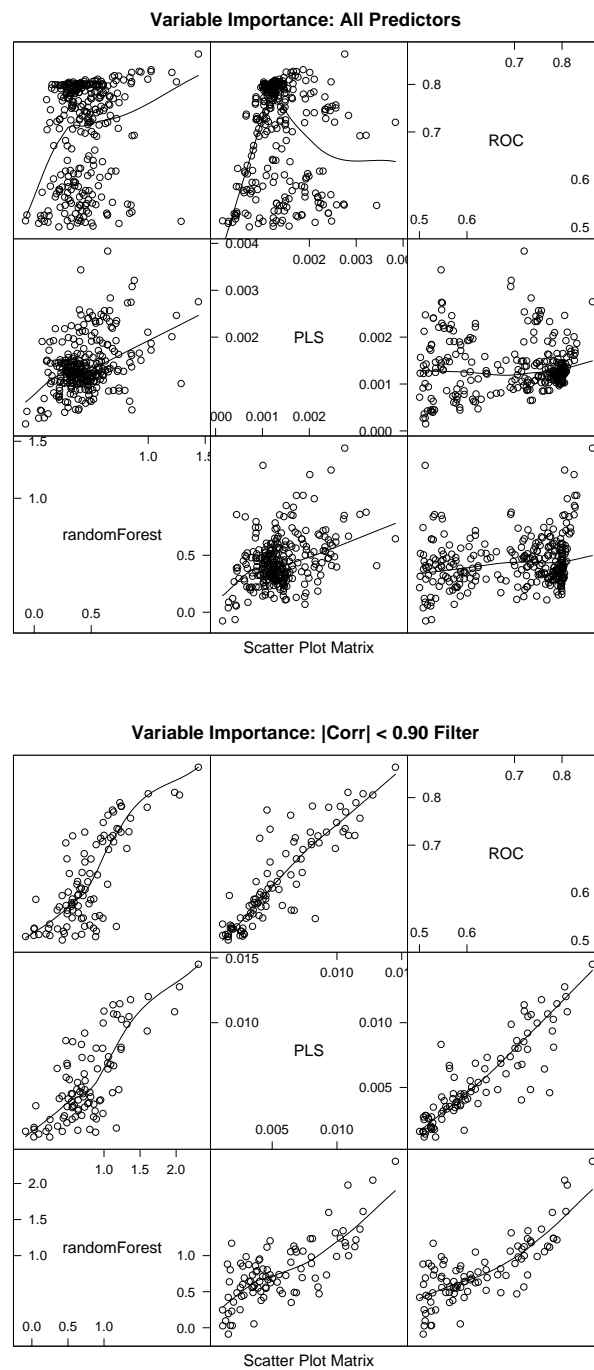 Variable Importance: All Predictors
0.7 0.8
0.8
0.7
ROC
0.6
0.5
0.5 0.6
0.004
0.003
0.002
0.002 0.003 0.00
PLS
0.002
0.001
0.000
0.000 0.001 0.002
1.5
1.0
1.0 1.5
randomForest
0.5
0.0
0.0 0.5
Scatter Plot Matrix
Variable Importance: |Corr| < 0.90 Filter
0.7 0.8
0.8
0.7
ROC
0.6
0.5
0.5 0.6
0.015
0.010
0.010 0.01
PLS
0.010
0.005
0.005 0.010
1.0 1.5 2.0
2.0
1.5
1.0
randomForest
1.0
0.5
0.0
0.0 0.5 1.0
Scatter Plot Matrix